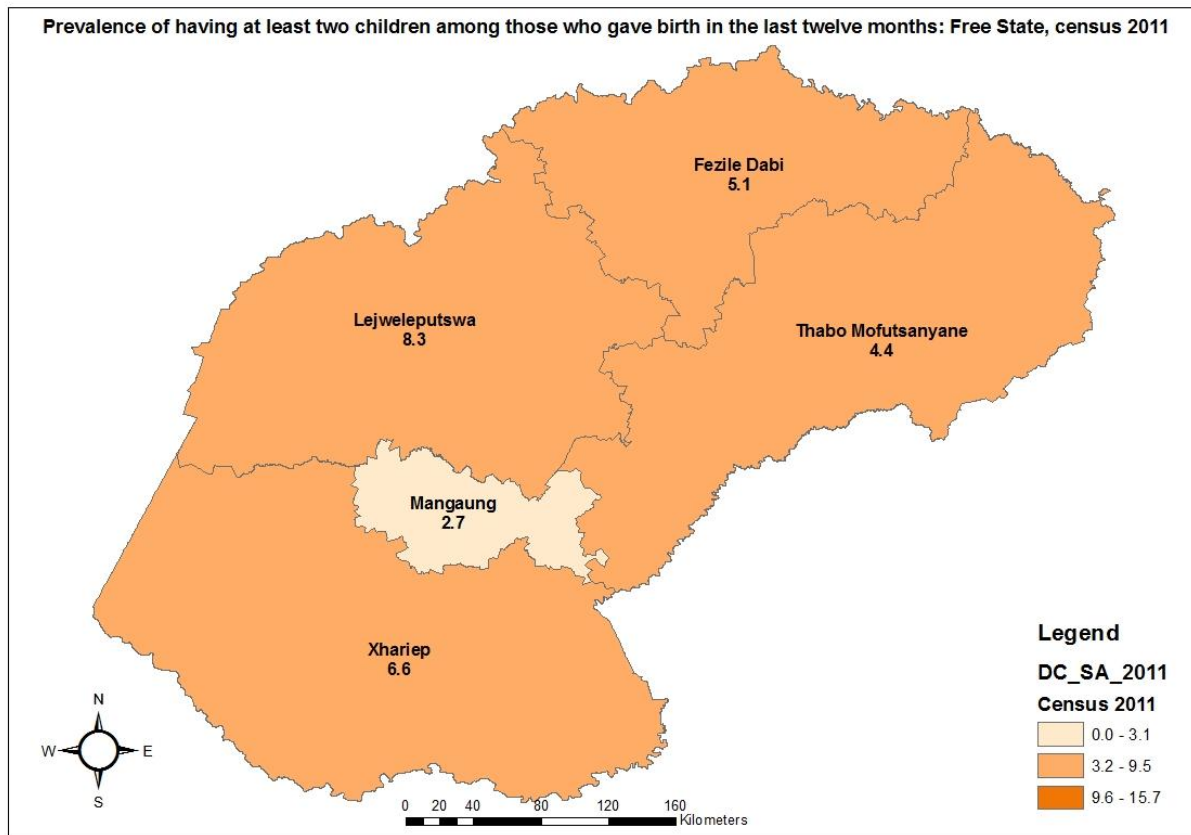 Prevalence of having at least two children among those who gave birth in the last twelve months: Free State, census 2011
Fezile Dabi
5.1
Lejweleputswa
8.3
Thabo Mofutsanyane
4.4
Mangaung
2.7
Xhariep
6.6
Legend
DC_SA_2011
Census 2011
0.0 - 3.1
3.2 - 9.5
9.6 - 15.7
N
W E
S
0 20 40 80 120 160
Kilometers